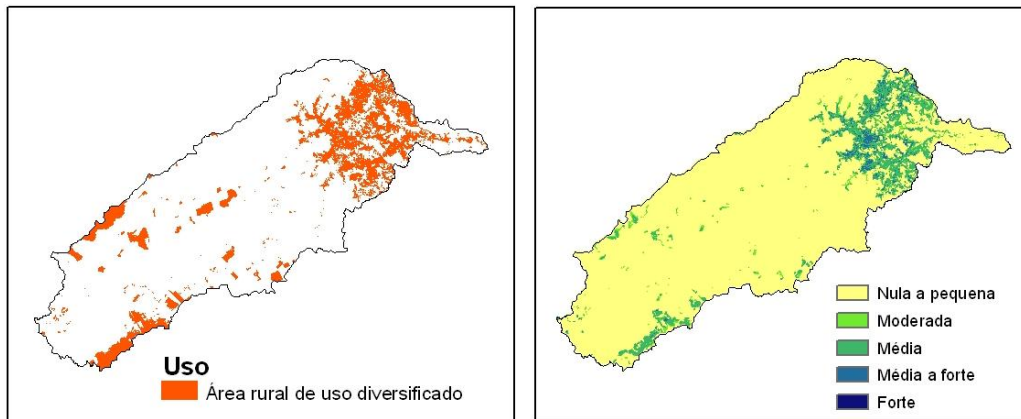 Uso
Área rural de uso diversificado
Nula a pequena
Moderada
Média
Média a forte
Forte